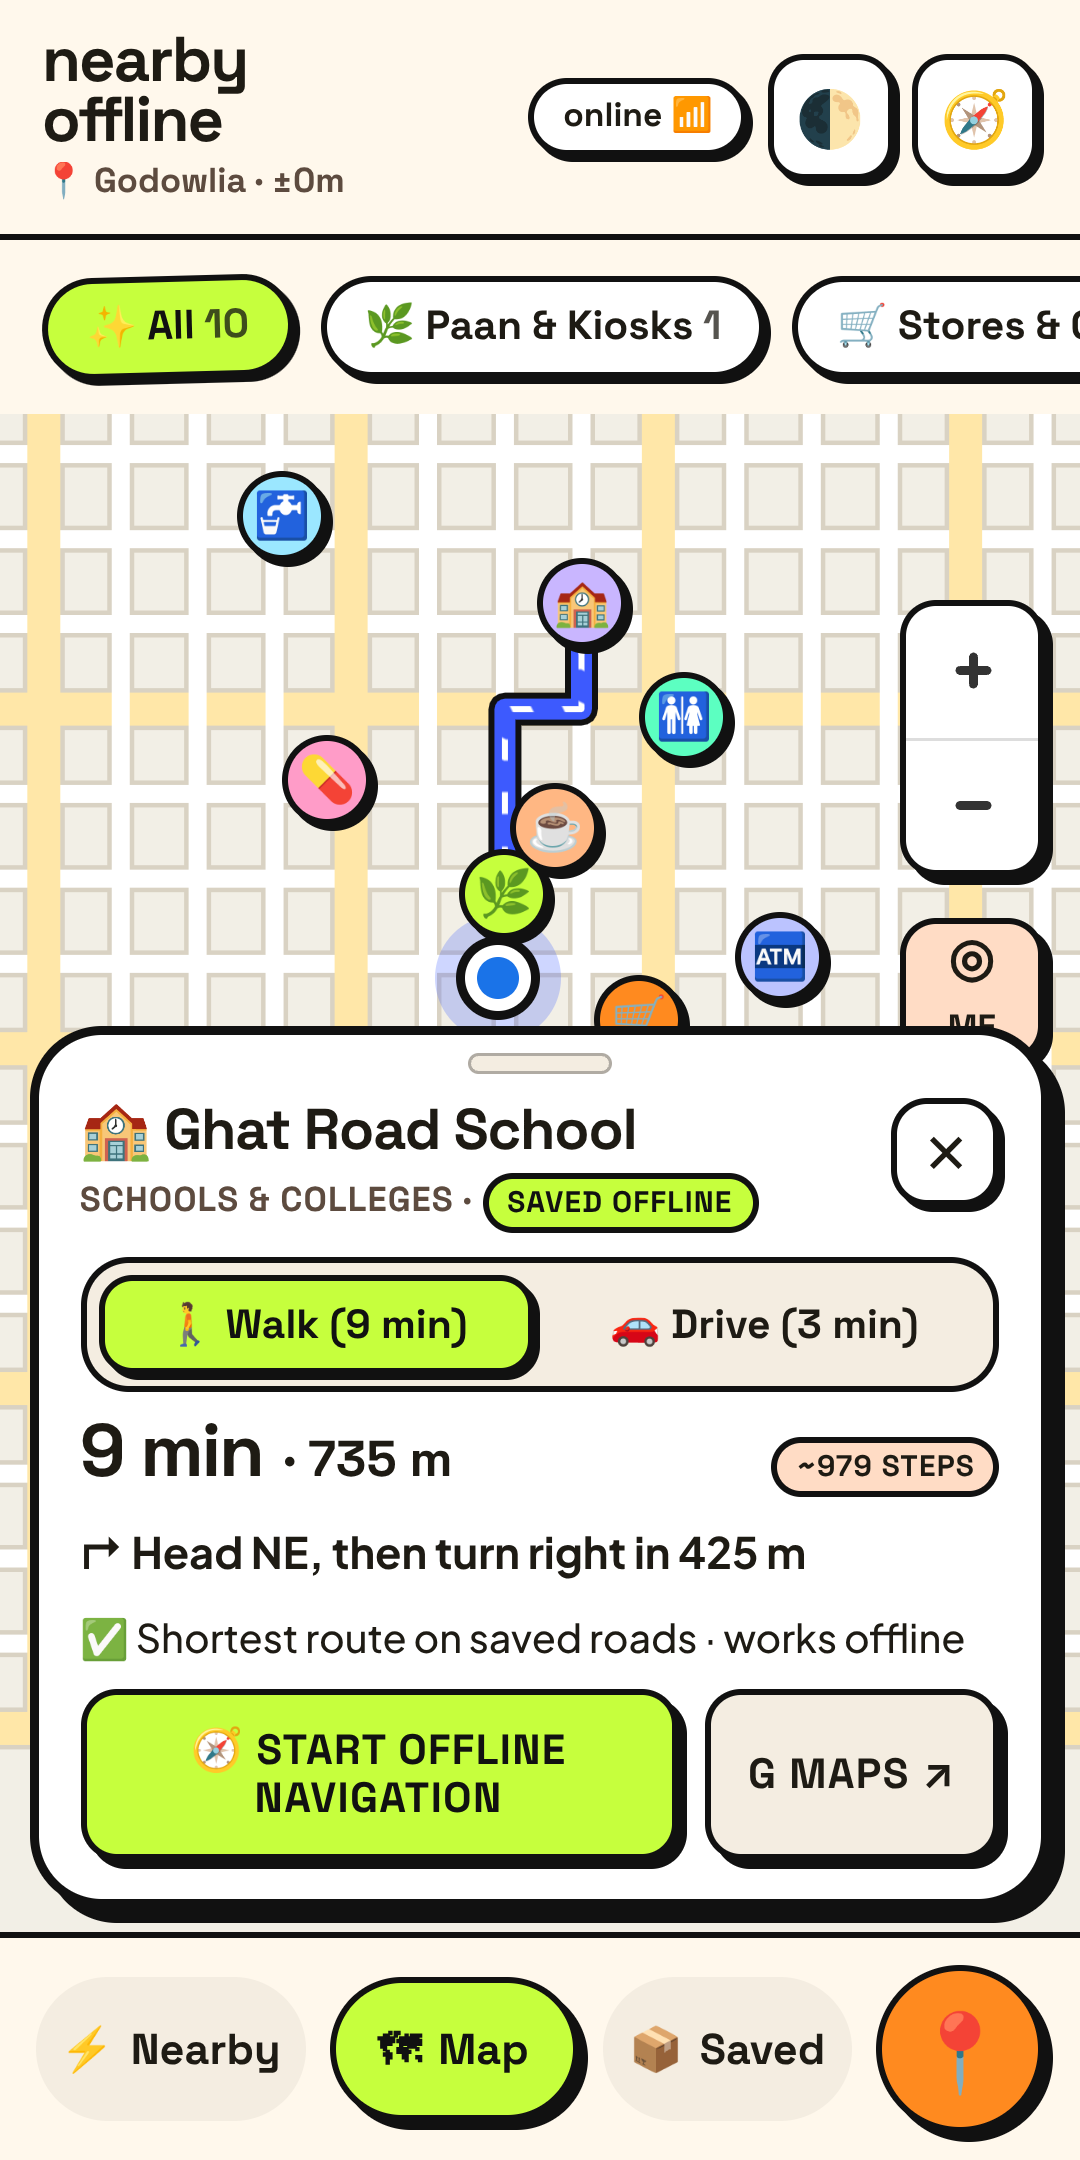 nearby
offline
📍 Godowlia · ±0m
online 📶
✨ All 10
🌿 Paan & Kiosks 1
🛒 Stores &
ATM
+
−
ME
🏫 Ghat Road School
SCHOOLS & COLLEGES · SAVED OFFLINE
✕
🚶 Walk (9 min)
🚗 Drive (3 min)
9 min · 735 m
~979 STEPS
↱ Head NE, then turn right in 425 m
✅ Shortest route on saved roads · works offline
🧭 START OFFLINE
NAVIGATION
G MAPS ↗
⚡ Nearby
🗺 Map
📦 Saved